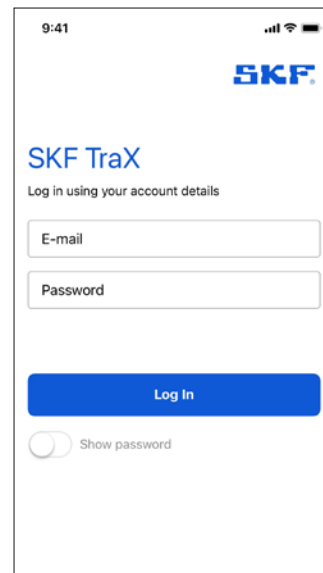 9:41
SKF®
SKF TraX
Log in using your account details
E-mail
Password
Log In
Show password